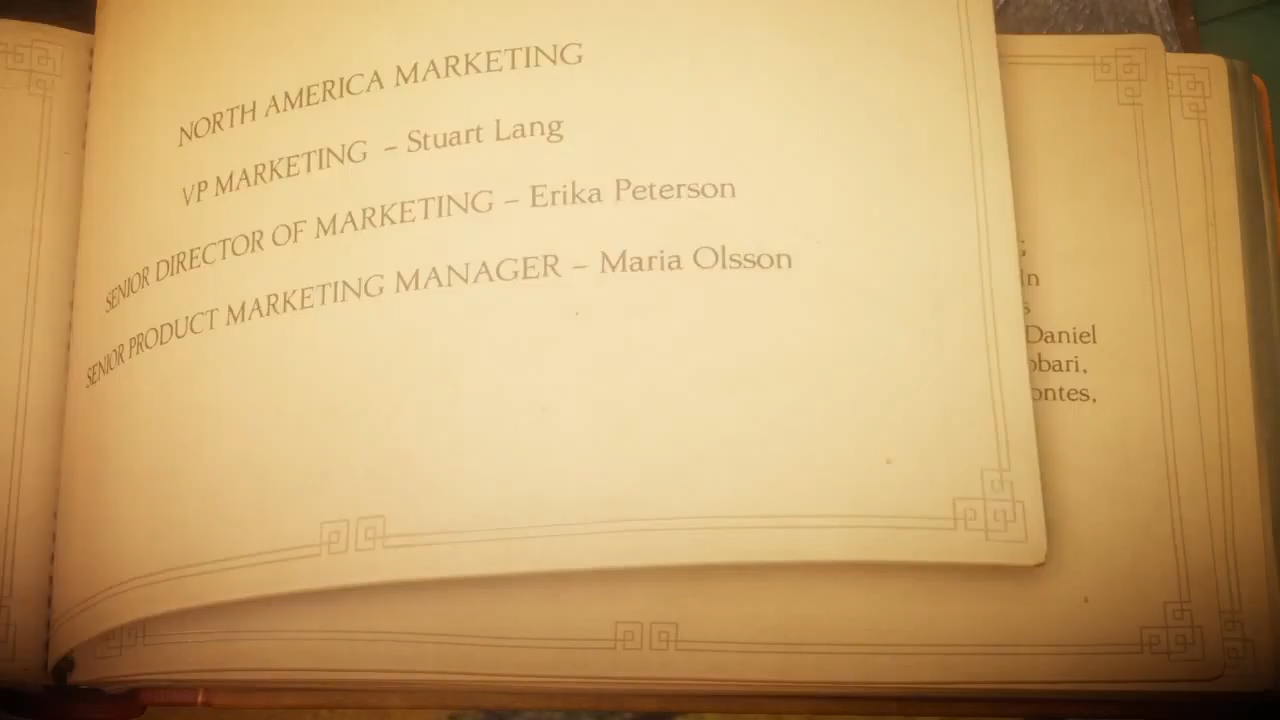 NORTH AMERICA MARKETING
VP MARKETING – Stuart Lang
SENIOR DIRECTOR OF MARKETING – Erika Peterson
SENIOR PRODUCT MARKETING MANAGER – Maria Olsson
Daniel